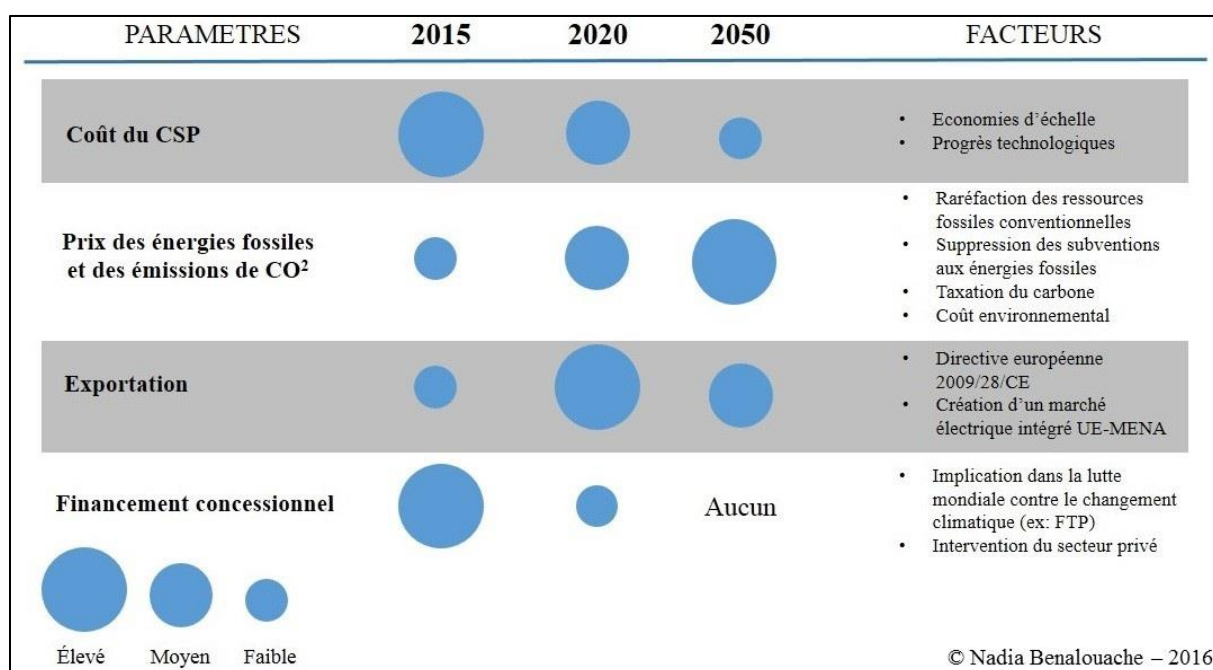 PARAMETRES 2015 2020 2050 FACTEURS
Coût du CSP
• Economies d’échelle
• Progrès technologiques
Prix des énergies fossiles
et des émissions de CO²
• Raréfaction des ressources
fossiles conventionnelles
• Suppression des subventions
aux énergies fossiles
• Taxation du carbone
• Coût environnemental
Exportation
• Directive européenne
2009/28/CE
• Création d’un marché
électrique intégré UE-MENA
Financement concessionnel
Aucun
• Implication dans la lutte
mondiale contre le changement
climatique (ex: FTP)
• Intervention du secteur privé
Élevé Moyen Faible
© Nadia Benalouache – 2016